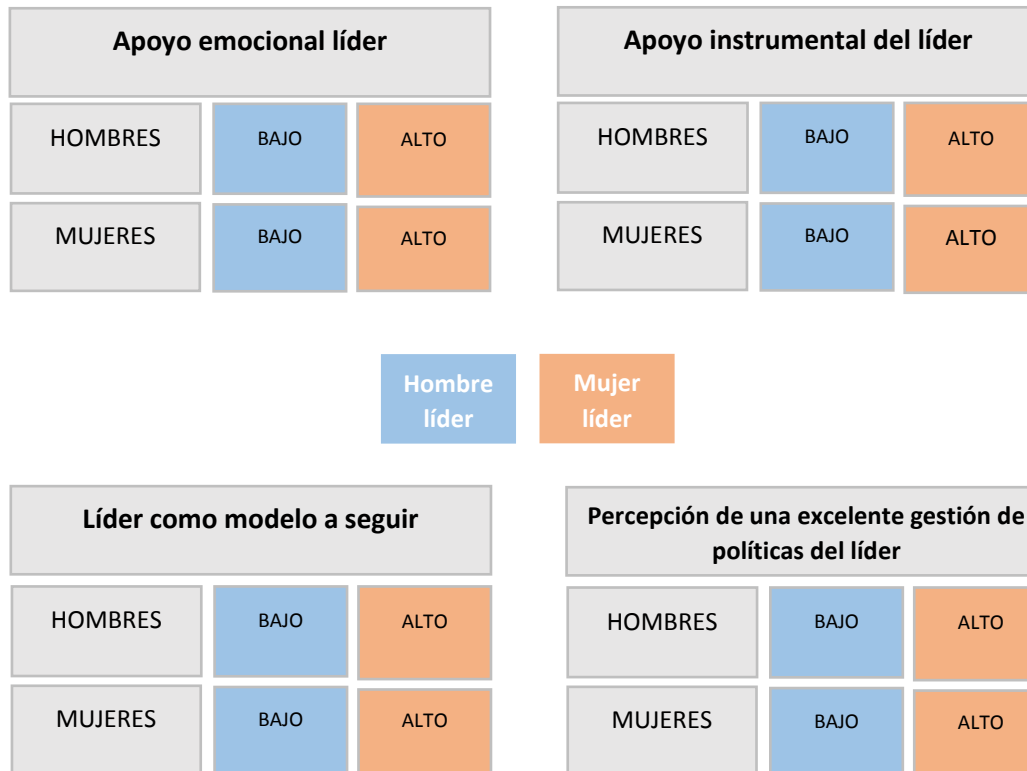 Apoyo emocional líder
HOMBRES BAJO ALTO
MUJERES BAJO ALTO
Apoyo instrumental del líder
HOMBRES BAJO ALTO
MUJERES BAJO ALTO
Hombre
líder
Mujer
líder
Líder como modelo a seguir
HOMBRES BAJO ALTO
MUJERES BAJO ALTO
Percepción de una excelente gestión de
políticas del líder
HOMBRES BAJO ALTO
MUJERES BAJO ALTO